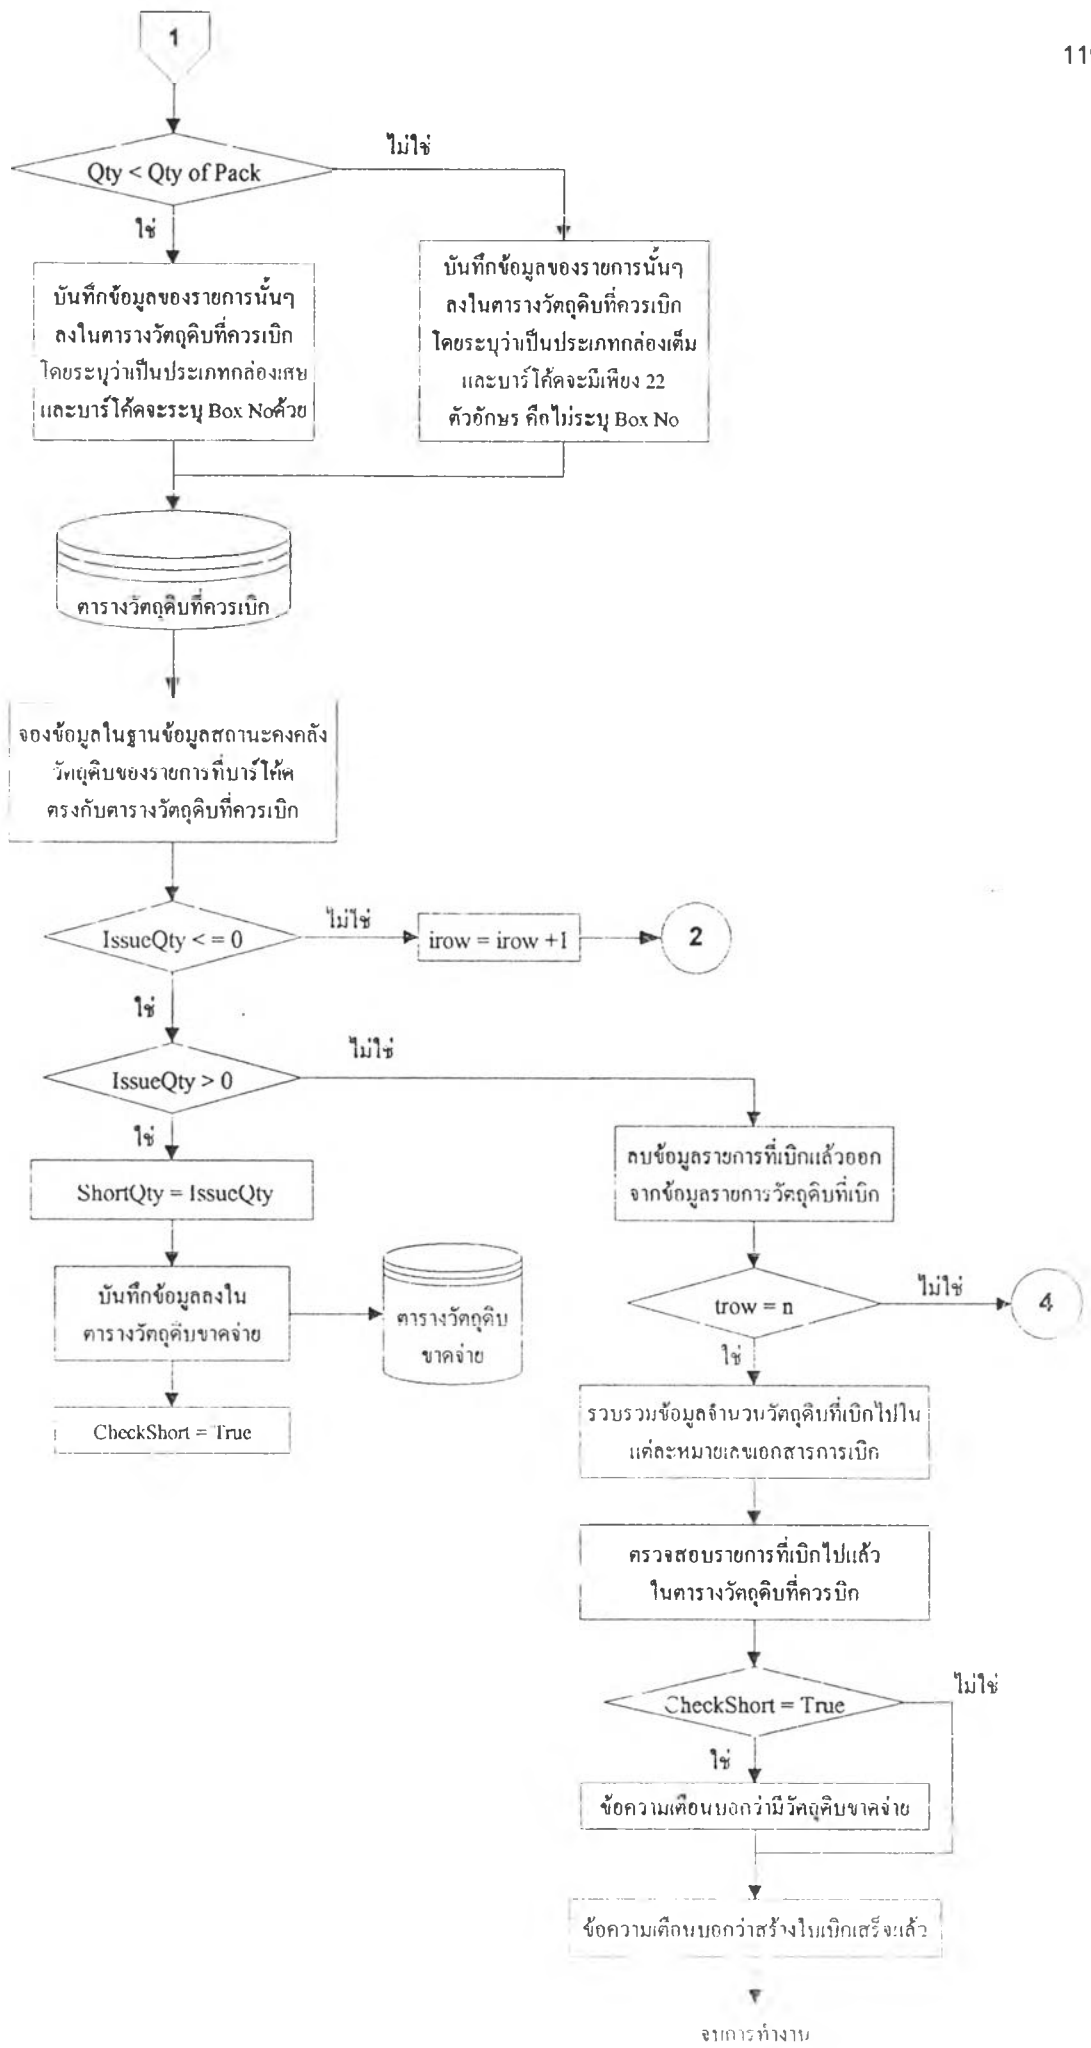 119
1
Qty < Qty of Pack
ไม่ใช่
ใช่
บันทึกข้อมูลของรายการนั้นๆ
ลงในตารางวัตถุดิบที่ควรเบิก
โดยระบุว่าเป็นประเภทกล่องเศษ
และบาร์โค้ดจะระบุ Box Noด้วย
บันทึกข้อมูลของรายการนั้นๆ
ลงในตารางวัตถุดิบที่ควรเบิก
โดยระบุว่าเป็นประเภทกล่องเต็ม
และบาร์โค้ดจะมีเพียง 22
ตัวอักษร คือไม่ระบุ Box No
ตารางวัตถุดิบที่ควรเบิก
จองข้อมูลในฐานข้อมูลสถานะคงคลัง
วัตถุดิบของรายการที่บาร์โค้ด
ตรงกับตารางวัตถุดิบที่ควรเบิก
IssueQty < = 0
ไม่ใช่
irow = irow +1
2
ใช่
IssueQty > 0
ไม่ใช่
ใช่
ShortQty = IssueQty
บันทึกข้อมูลลงใน
ตารางวัตถุดิบขาดจ่าย
ตารางวัตถุดิบ
ขาดจ่าย
CheckShort = True
ลบข้อมูลรายการที่เบิกแล้วออก
จากข้อมูลรายการวัตถุดิบที่เบิก
trow = n
ไม่ใช่
4
ใช่
รวบรวมข้อมูลจำนวนวัตถุดิบที่เบิกไปใน
แต่ละหมายเลขเอกสารการเบิก
ตรวจสอบรายการที่เบิกไปแล้ว
ในตารางวัตถุดิบที่ควรบิก
CheckShort = True
ไม่ใช่
ใช่
ข้อความเตือนบอกว่ามีวัตถุดิบขาดจ่าย
ข้อความเตือนบอกว่าสร้างใบเบิกเสร็จแล้ว
จบการทำงาน